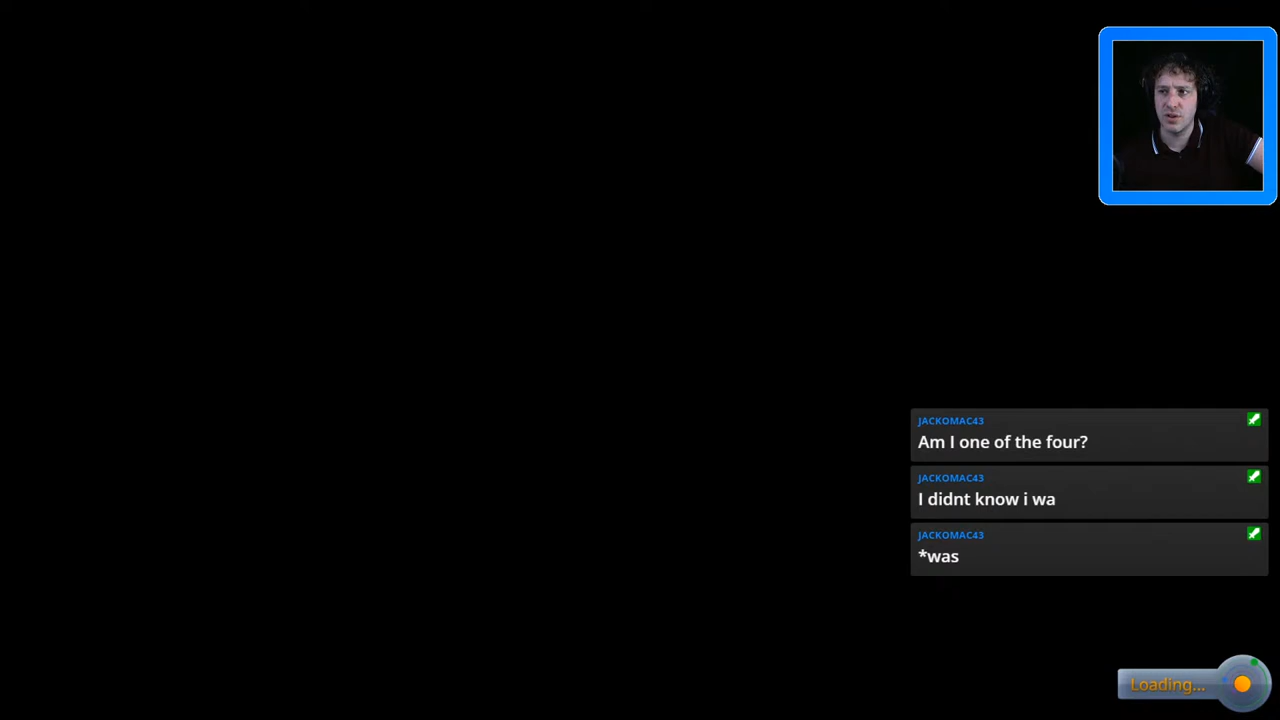 JACKOMAC43
Am I one of the four?
JACKOMAC43
I didnt know i wa
JACKOMAC43
*was
Loading...